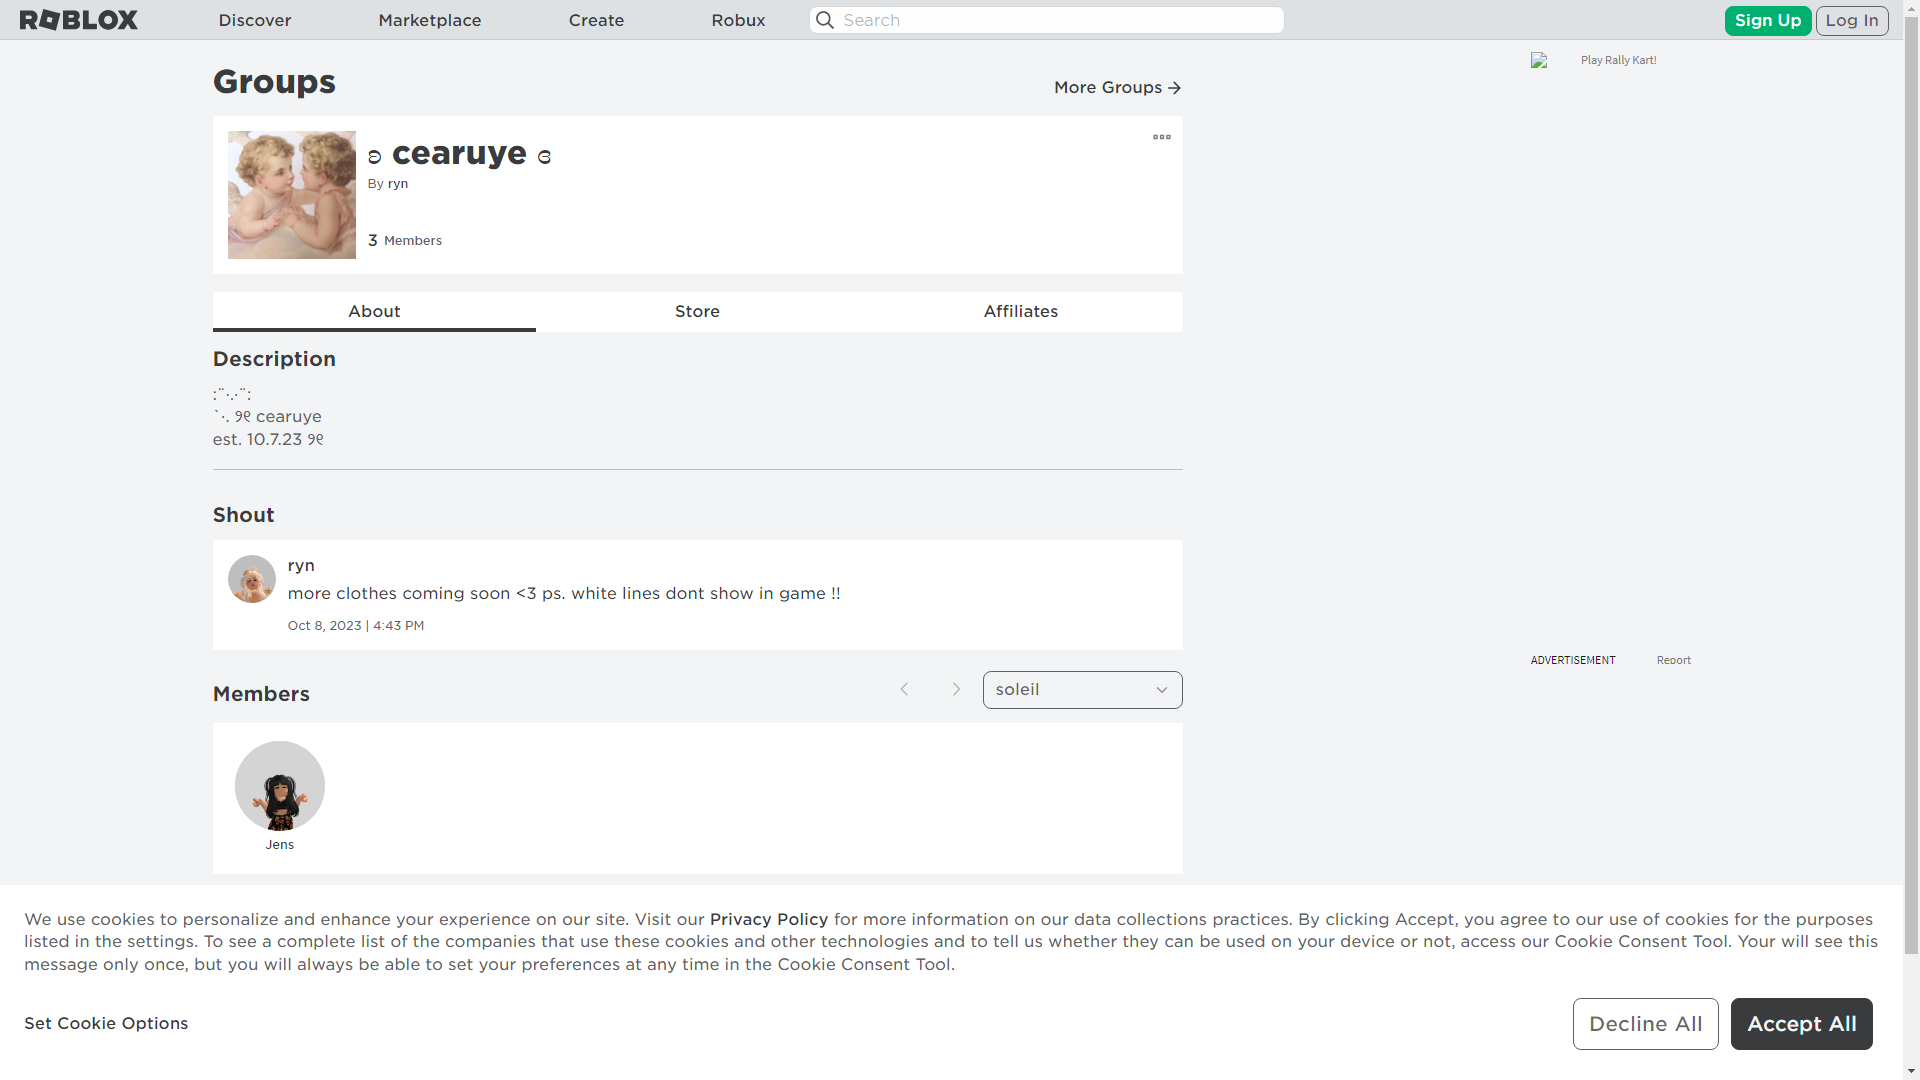 ROBLOX
Discover
Marketplace
Create
Robux
Search
Sign Up
Log In
Play Rally Kart!
Groups
More Groups
ʚ cearuye ɞ
By ryn
3 Members
About
Store
Affiliates
Description
:¨·.·¨:
`·. ୨୧ cearuye
est. 10.7.23 ୨୧
Shout
ryn
more clothes coming soon <3 ps. white lines dont show in game !!
Oct 8, 2023 | 4:43 PM
ADVERTISEMENT
Report
Members
soleil
Jens
We use cookies to personalize and enhance your experience on our site. Visit our Privacy Policy for more information on our data collections practices. By clicking Accept, you agree to our use of cookies for the purposes
listed in the settings. To see a complete list of the companies that use these cookies and other technologies and to tell us whether they can be used on your device or not, access our Cookie Consent Tool. Your will see this
message only once, but you will always be able to set your preferences at any time in the Cookie Consent Tool.
Set Cookie Options
Decline All
Accept All